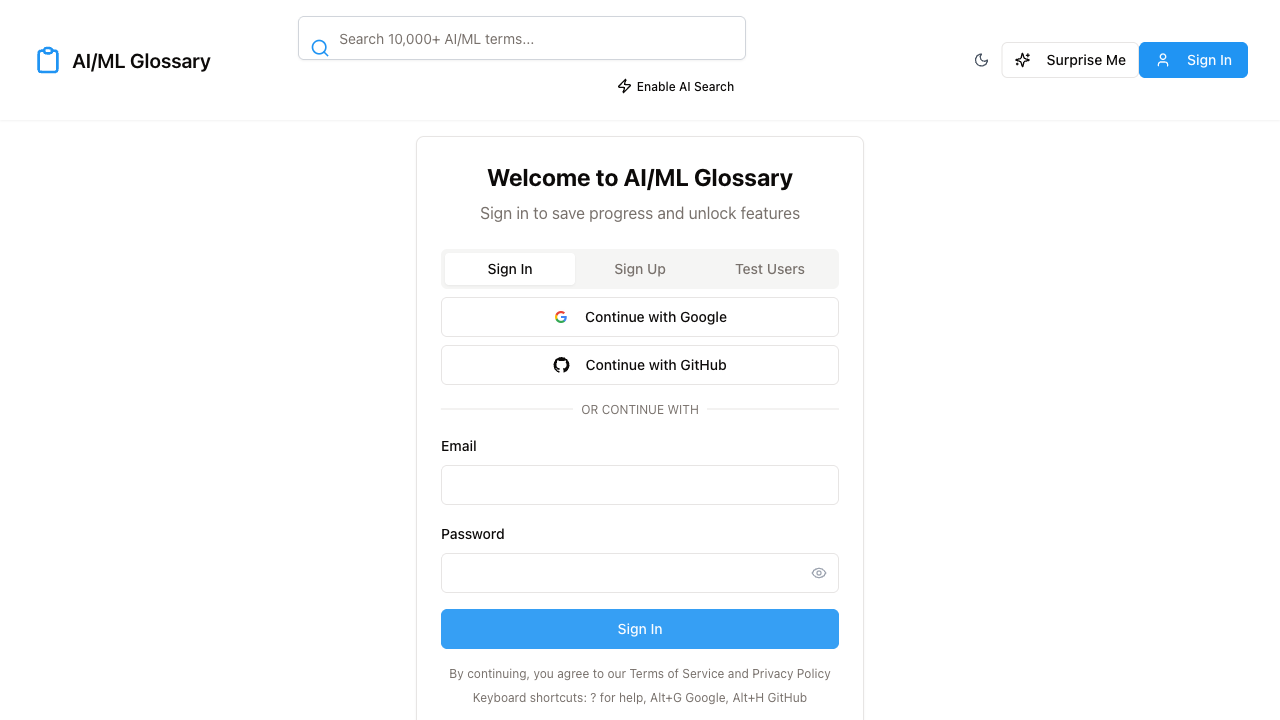 AI/ML Glossary
Search 10,000+ AI/ML terms...
Enable AI Search
Surprise Me
Sign In
Welcome to AI/ML Glossary
Sign in to save progress and unlock features
Sign In
Sign Up
Test Users
Continue with Google
Continue with GitHub
OR CONTINUE WITH
Email
Password
Sign In
By continuing, you agree to our Terms of Service and Privacy Policy
Keyboard shortcuts: ? for help, Alt+G Google, Alt+H GitHub